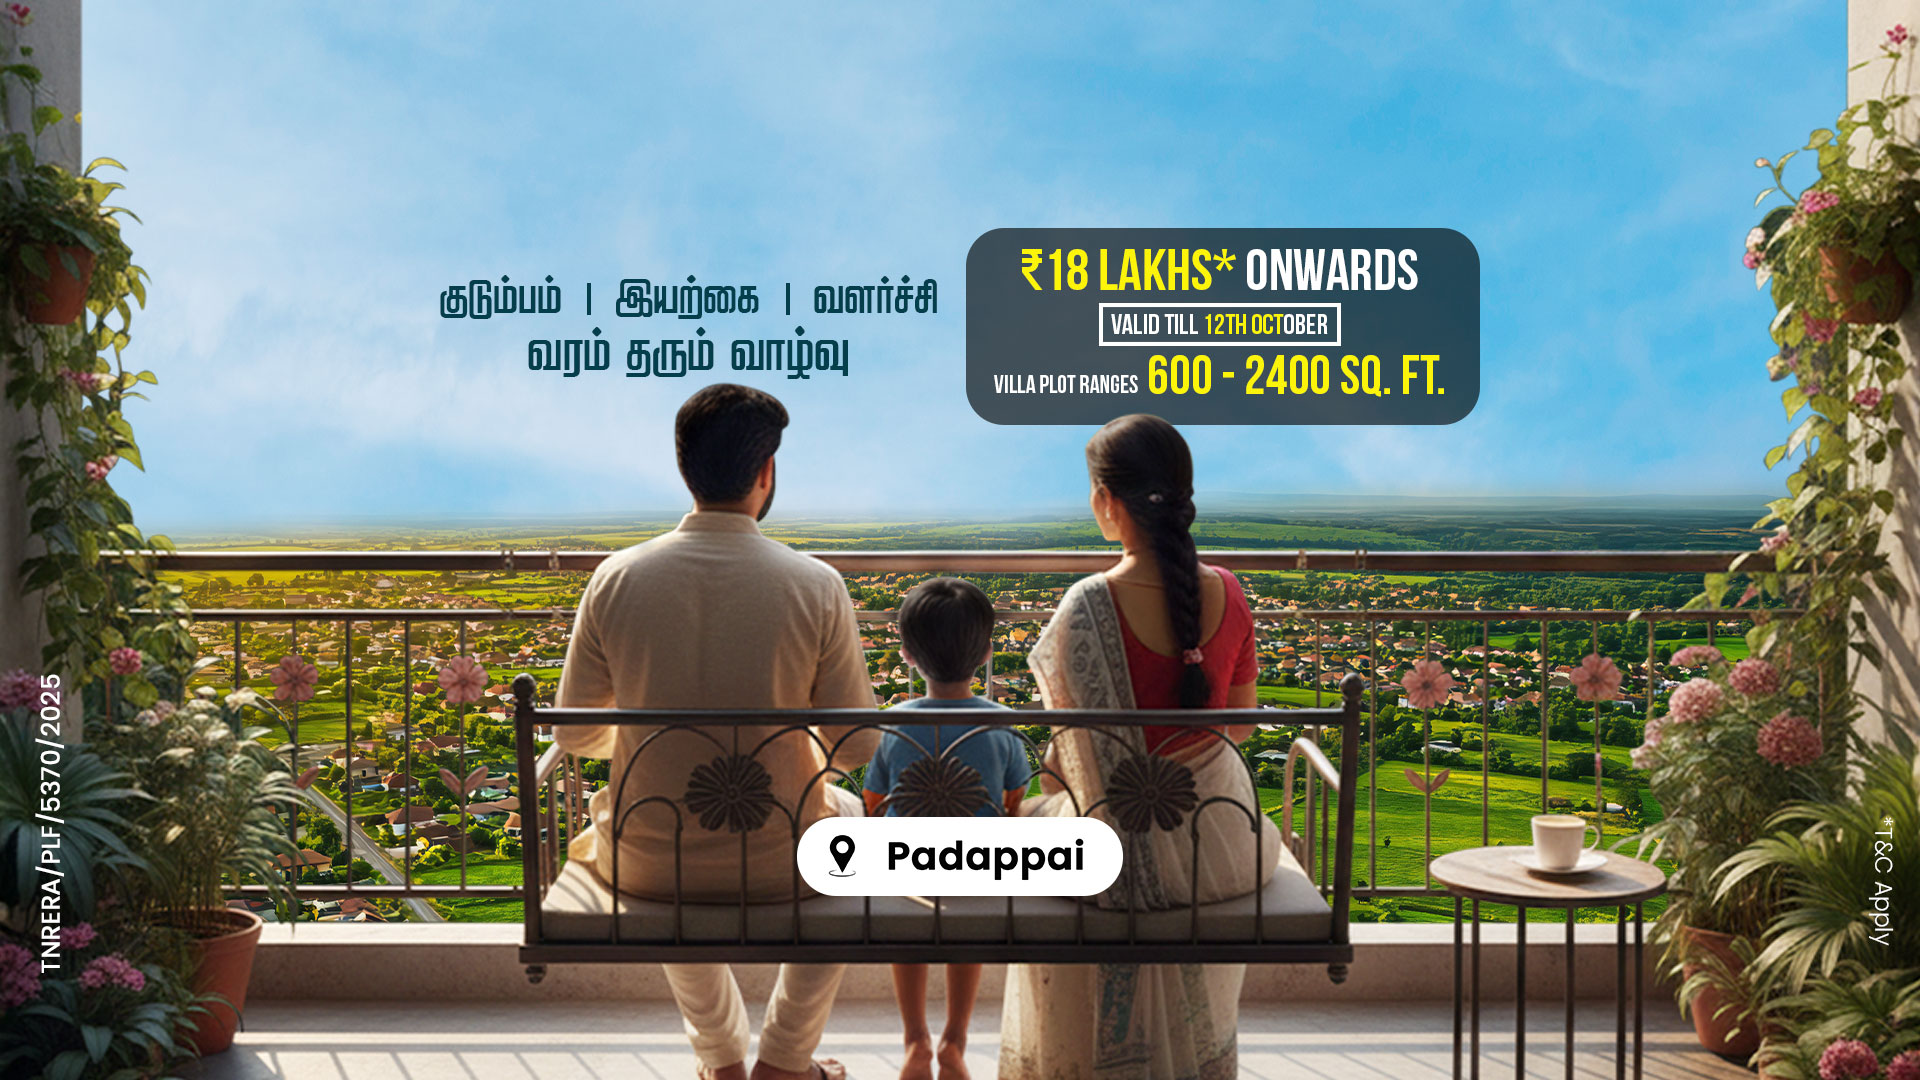 குடும்பம் | இயற்கை | வளர்ச்சி
வரம் தரும் வாழ்வு
₹18 LAKHS* ONWARDS
VALID TILL 12TH OCTOBER
VILLA PLOT RANGES 600 - 2400 SQ. FT.
Padappai
TNRERA/PLF/5370/2025
*T&C Apply